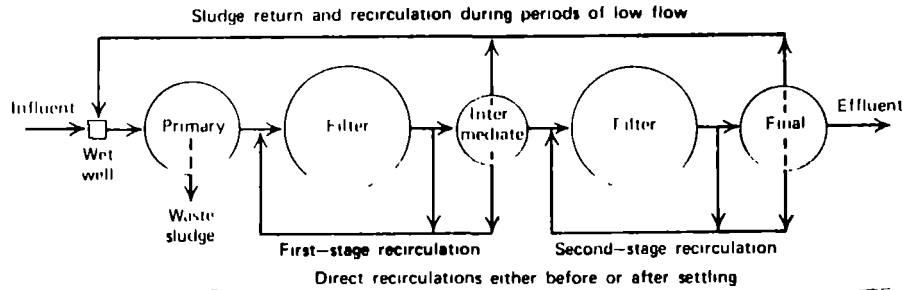 Sludge return and recirculation during periods of low flow
Influent
Wet
well
Primary
Waste
sludge
Filter
Inter
mediate
Filter
Final
Effluent
First—stage recirculation
Second—stage recirculation
Direct recirculations either before or after settling